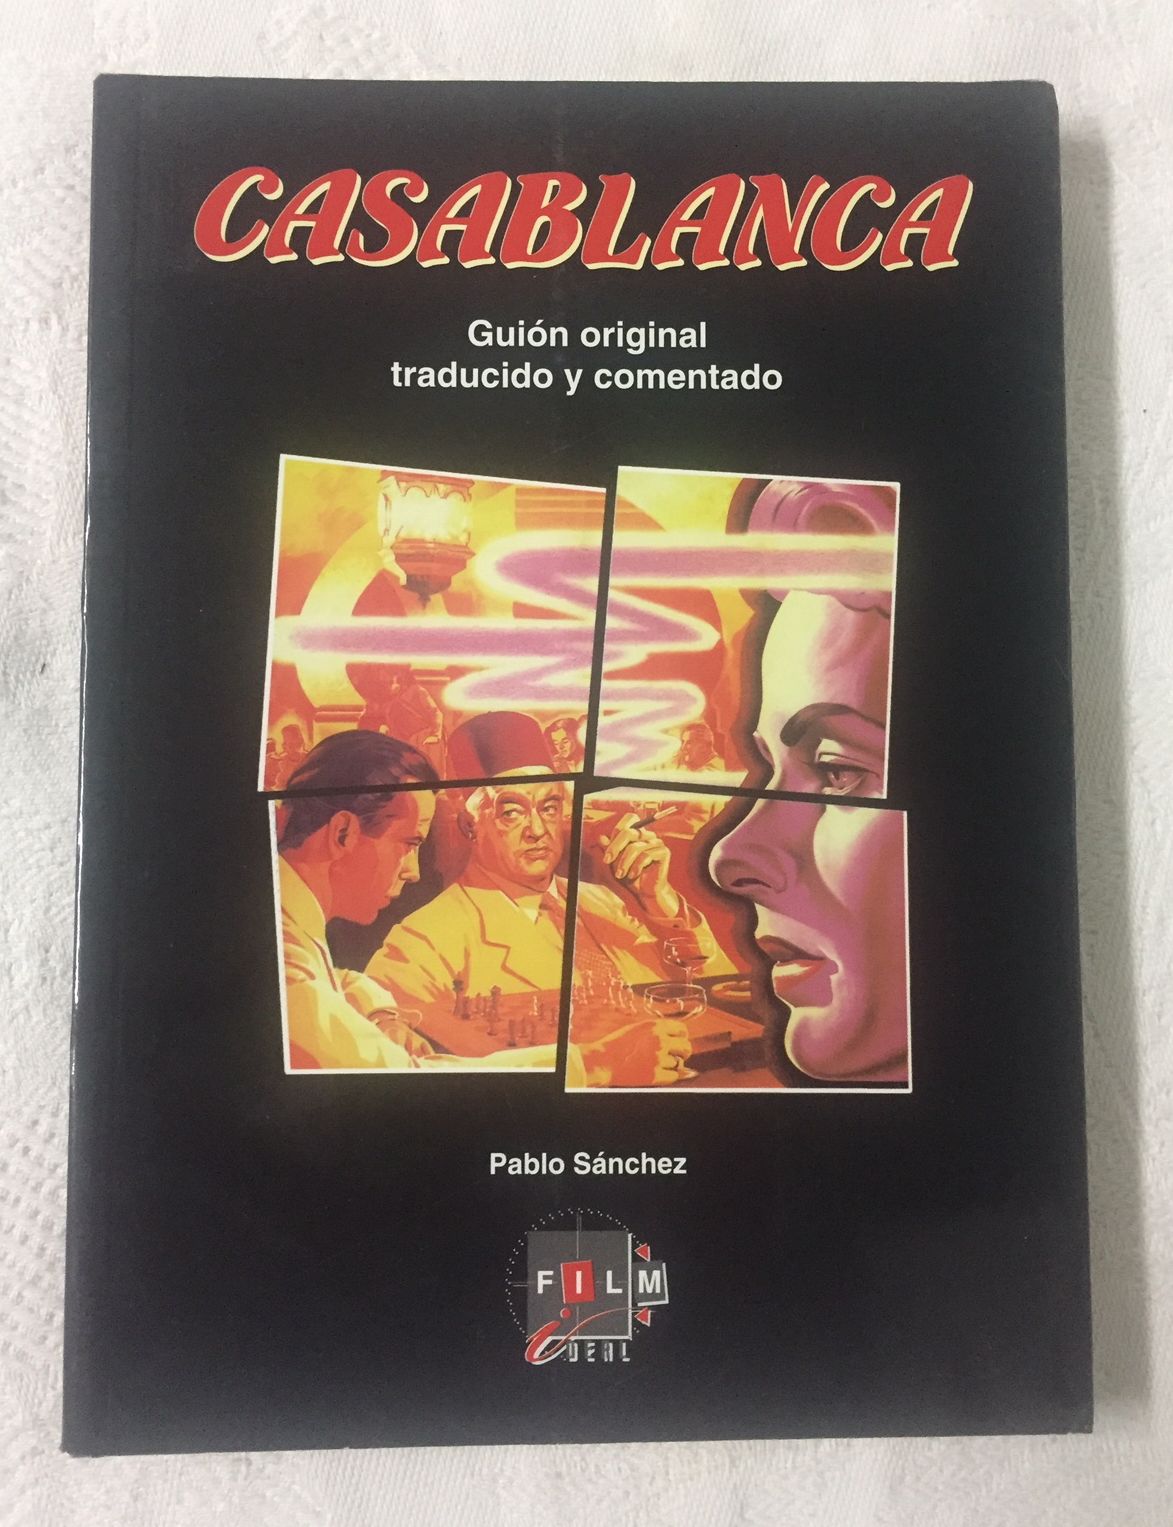 CASABLANCA
Guión original
traducido y comentado
Pablo Sánchez
FILM
iDEAL